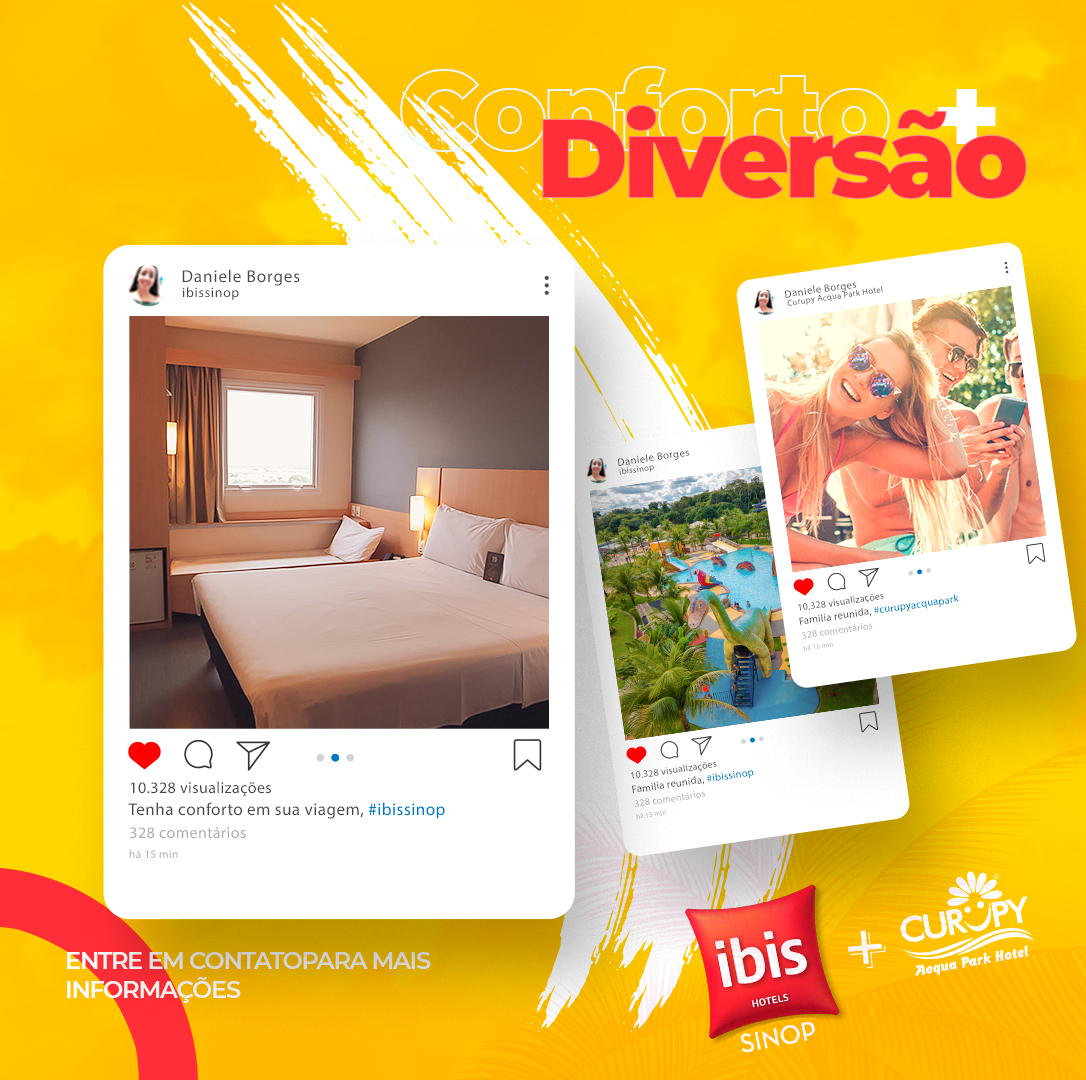 Conforto +
Diversão
Daniele Borges
ibissinop
10.328 visualizações
Tenha conforto em sua viagem, #ibissinop
328 comentários
há 15 min
Daniele Borges
Curupy Acqua Park Hotel
10.328 visualizações
Familia reunida, #curupyacquapark
328 comentários
há 15 min
Daniele Borges
ibissinop
10.328 visualizações
Familia reunida, #ibissinop
328 comentários
há 15 min
ENTRE EM CONTATOPARA MAIS
INFORMAÇÕES
ibis
HOTELS
SINOP
+
CURUPY
Acqua Park Hotel